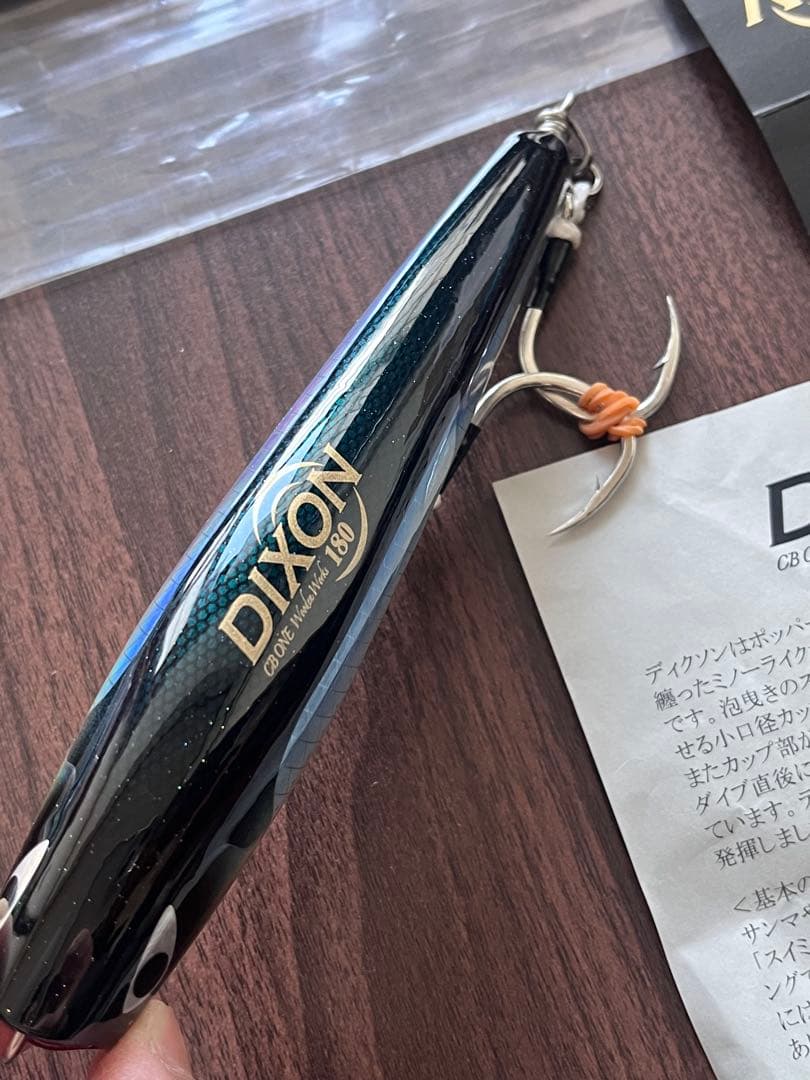 DIXON
180
CB ONE Wooden Works
D
CB O
ディクソンはポッパー
纏ったミノーライク
です。泡曳きのス
せる小口径カッ
またカップ部が
ダイブ直後に
ています。デ
発揮しまし
＜基本の
サンマや
「スイミ
ングで
には
あ